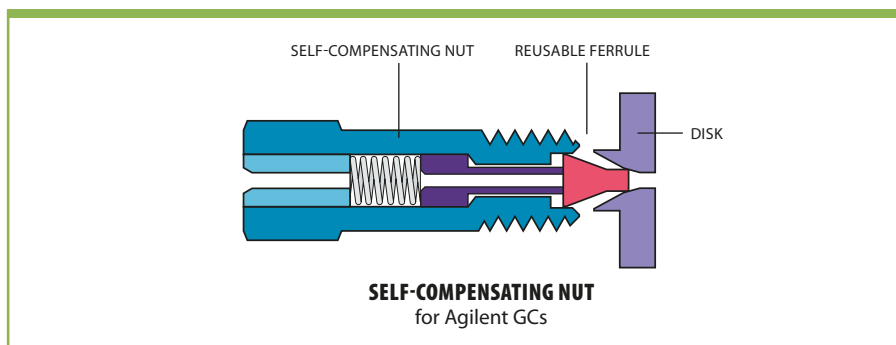 SELF-COMPENSATING NUT
REUSABLE FERRULE
DISK
SELF-COMPENSATING NUT
for Agilent GCs